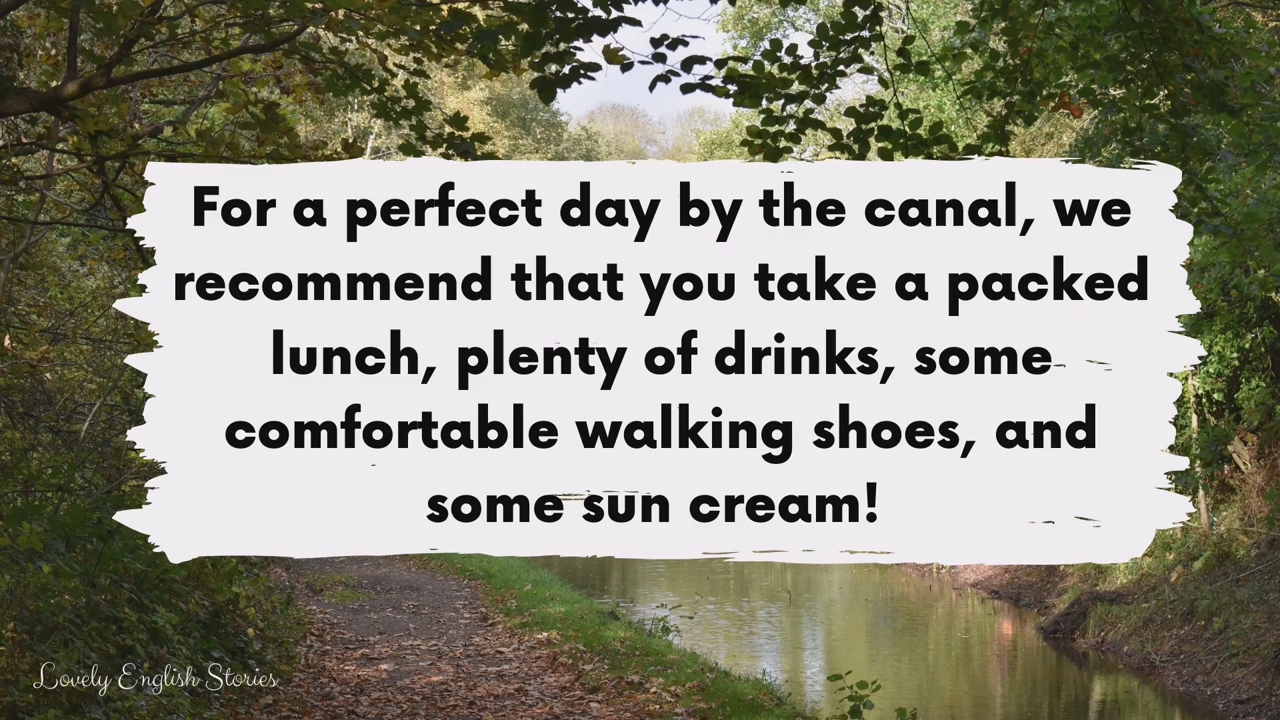 For a perfect day by the canal, we
recommend that you take a packed
lunch, plenty of drinks, some
comfortable walking shoes, and
some sun cream!
Lovely English Stories